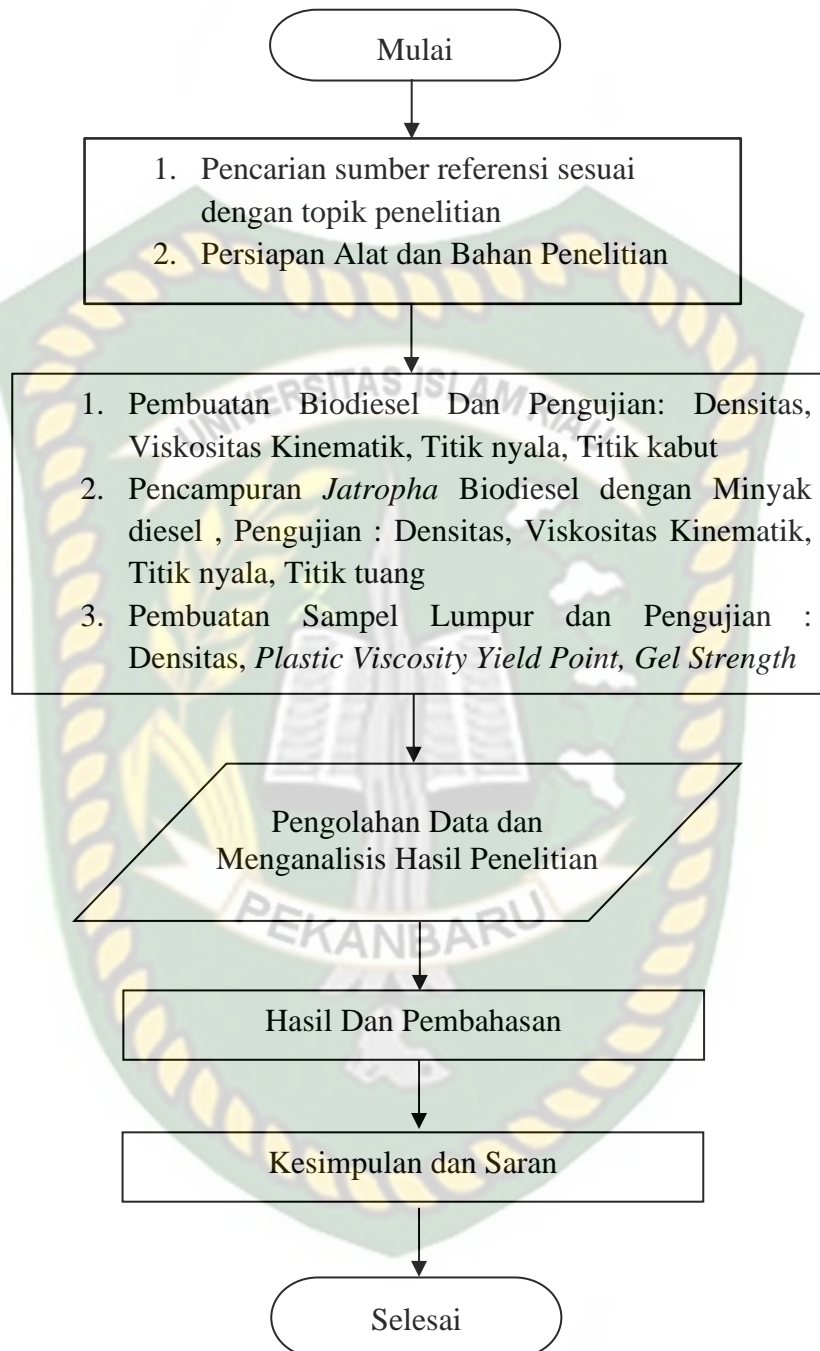 Mulai
1. Pencarian sumber referensi sesuai
dengan topik penelitian
2. Persiapan Alat dan Bahan Penelitian
UNIVERSITAS ISLAM RIAU
1. Pembuatan Biodiesel Dan Pengujian: Densitas,
Viskositas Kinematik, Titik nyala, Titik kabut
2. Pencampuran Jatropha Biodiesel dengan Minyak
diesel , Pengujian : Densitas, Viskositas Kinematik,
Titik nyala, Titik tuang
3. Pembuatan Sampel Lumpur dan Pengujian :
Densitas, Plastic Viscosity Yield Point, Gel Strength
Pengolahan Data dan
Menganalisis Hasil Penelitian
PEKANBARU
Hasil Dan Pembahasan
Kesimpulan dan Saran
Selesai